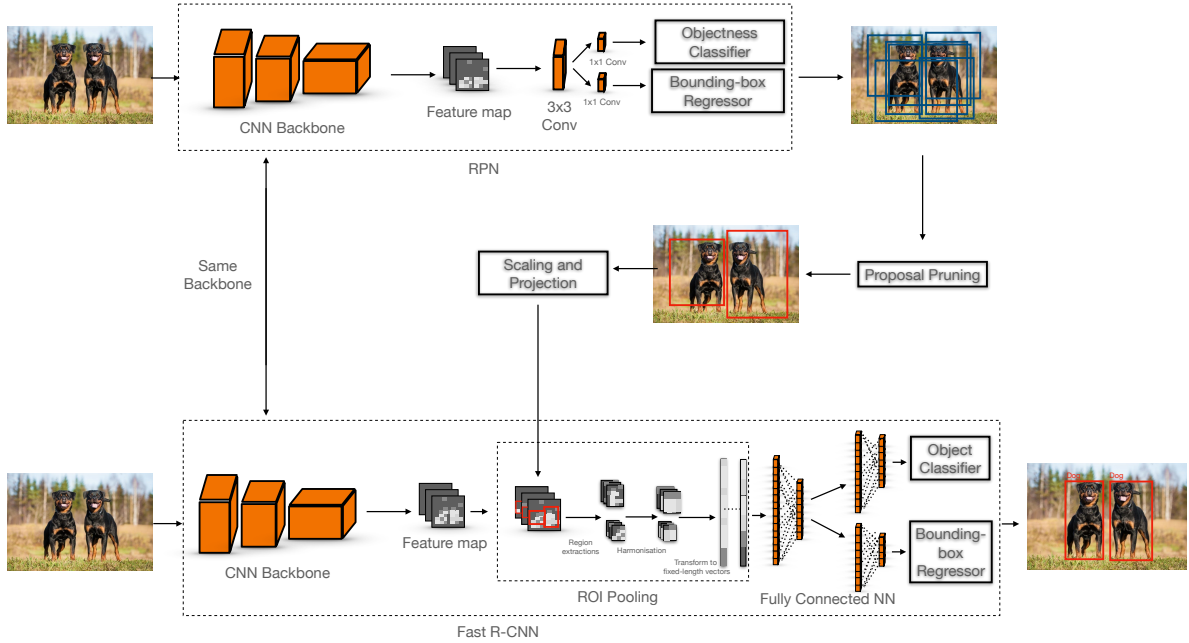 Objectness
Classifier
1x1 Conv
Bounding-box
Regressor
1x1 Conv
CNN Backbone
Feature map
3x3
Conv
RPN
Same
Backbone
Scaling and
Projection
Proposal Pruning
Object
Classifier
Dog
Dog
Bounding-
box
Regressor
CNN Backbone
Feature map
Region
extractions
Harmonisation
Transform to
fixed-length vectors
ROI Pooling
Fully Connected NN
Fast R-CNN